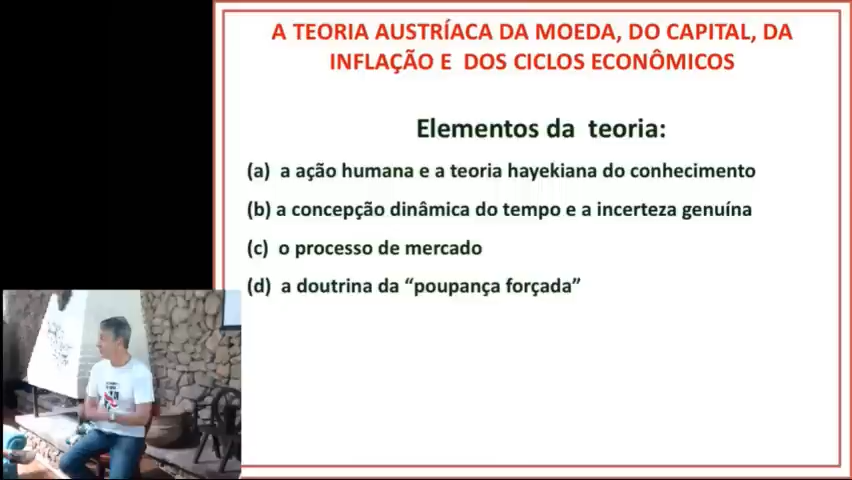 A TEORIA AUSTRÍACA DA MOEDA, DO CAPITAL, DA
INFLAÇÃO E DOS CICLOS ECONÔMICOS
Elementos da teoria:
(a) a ação humana e a teoria hayekiana do conhecimento
(b) a concepção dinâmica do tempo e a incerteza genuína
(c) o processo de mercado
(d) a doutrina da “poupança forçada”